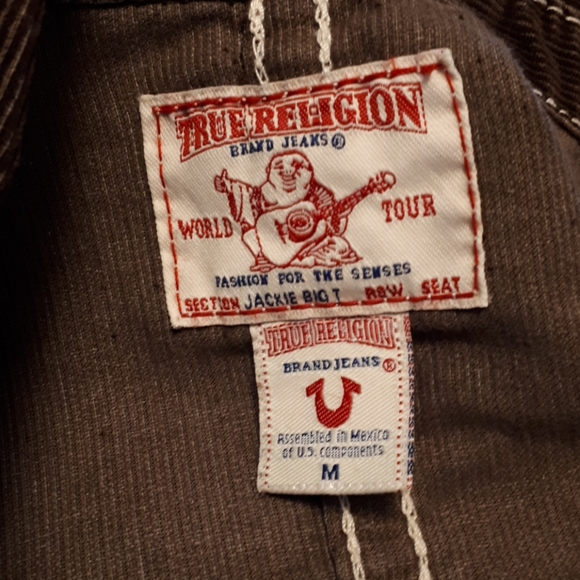 TRUE RELIGION
BRAND JEANS ®
WORLD TOUR
FASHION FOR THE SENSES
SECTION JACKIE BIG T ROW SEAT
TRUE RELIGION
BRAND JEANS ®
Assembled in Mexico
of U.S. components
M